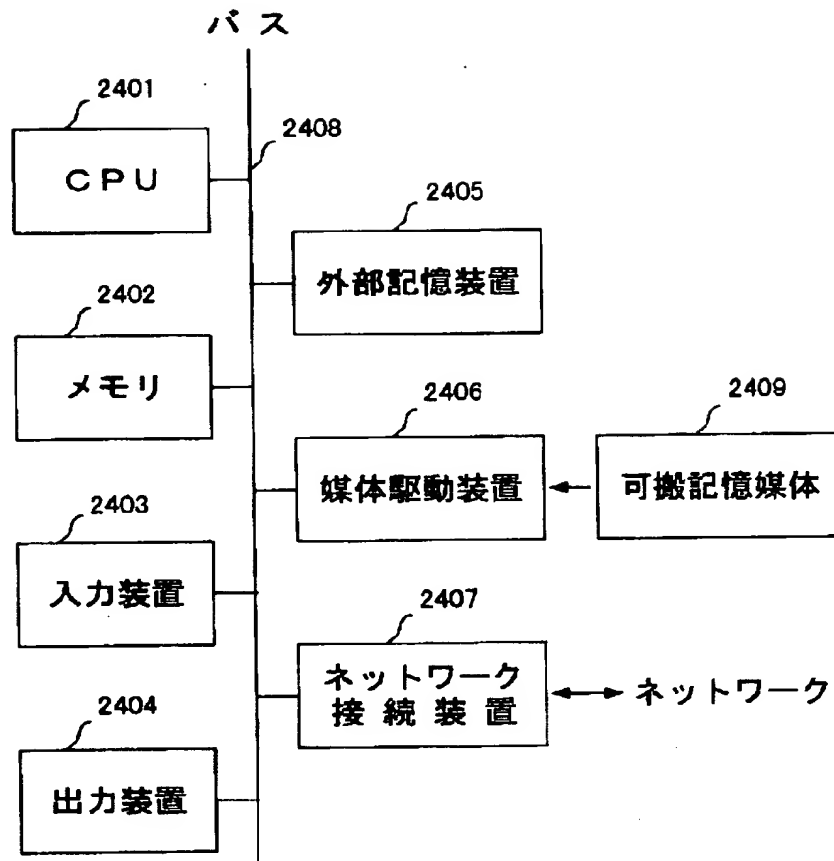 バス
2401
CPU
2408
2405
外部記憶装置
2402
メモリ
2406
媒体駆動装置
2409
可搬記憶媒体
2403
入力装置
2407
ネットワーク
接続装置
ネットワーク
2404
出力装置